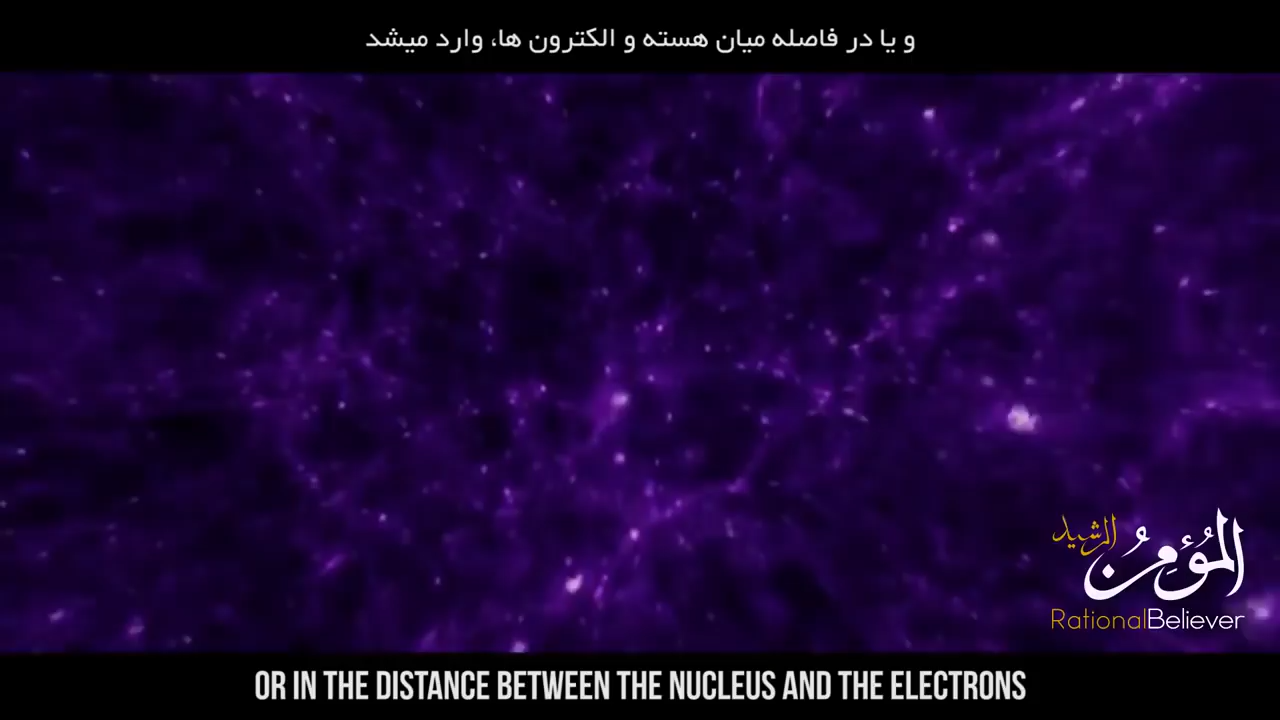 و یا در فاصله میان هسته و الکترون ها، وارد میشد
المؤمن الرشيد
RationalBeliever
OR IN THE DISTANCE BETWEEN THE NUCLEUS AND THE ELECTRONS